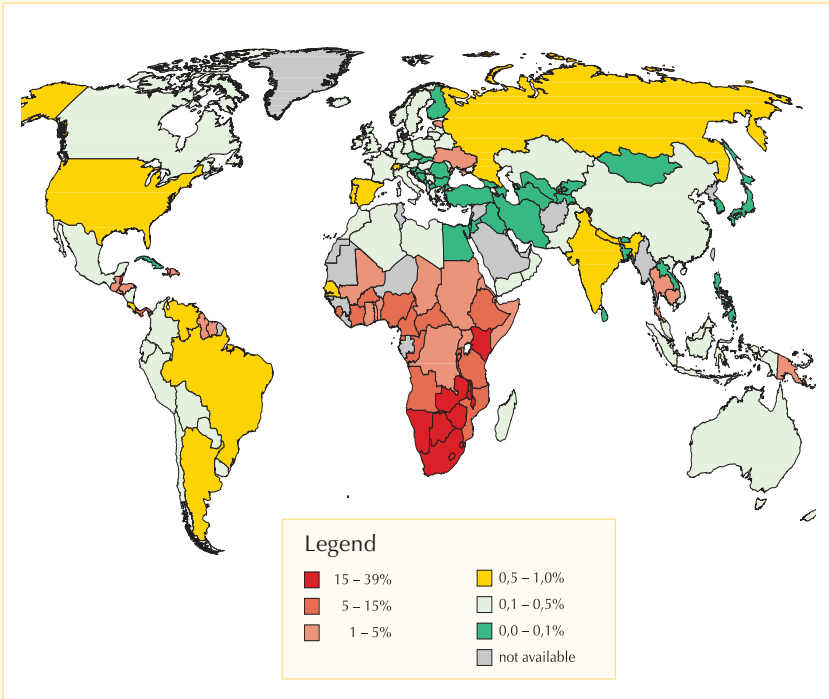 Legend
15 – 39%
5 – 15%
1 – 5%
0,5 – 1,0%
0,1 – 0,5%
0,0 – 0,1%
not available